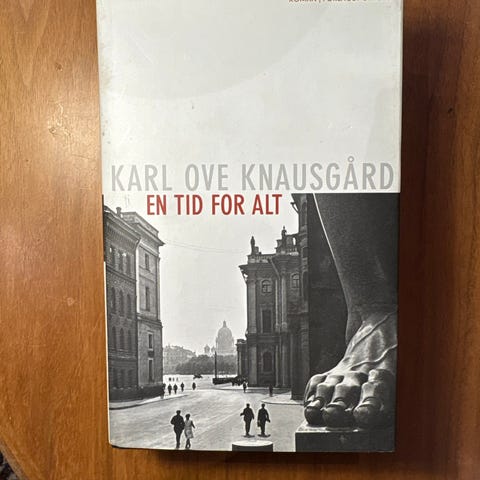 KARL OVE KNAUSGÅRD
EN TID FOR ALT